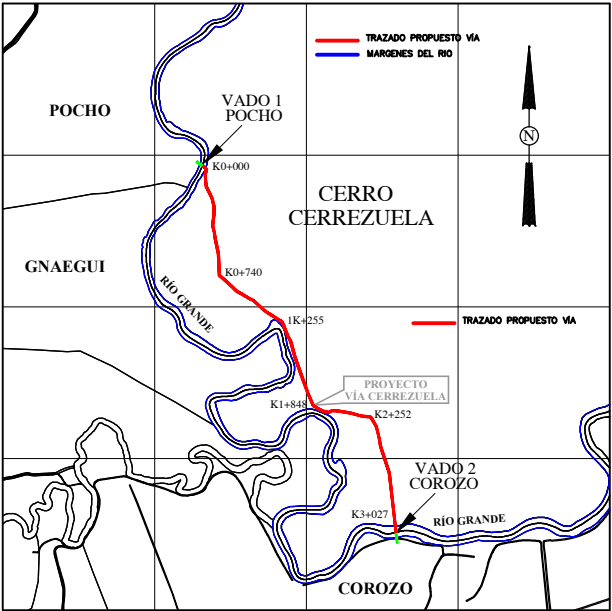 TRAZADO PROPUESTO VÍA
MARGENES DEL RIO
POCHO
VADO 1
POCHO
N
K0+000
CERRO
CERREZUELA
GNAEGUI
K0+740
RÍO GRANDE
1K+255
TRAZADO PROPUESTO VÍA
PROYECTO
VÍA CERREZUELA
K1+848
K2+252
VADO 2
COROZO
K3+027
RÍO GRANDE
COROZO